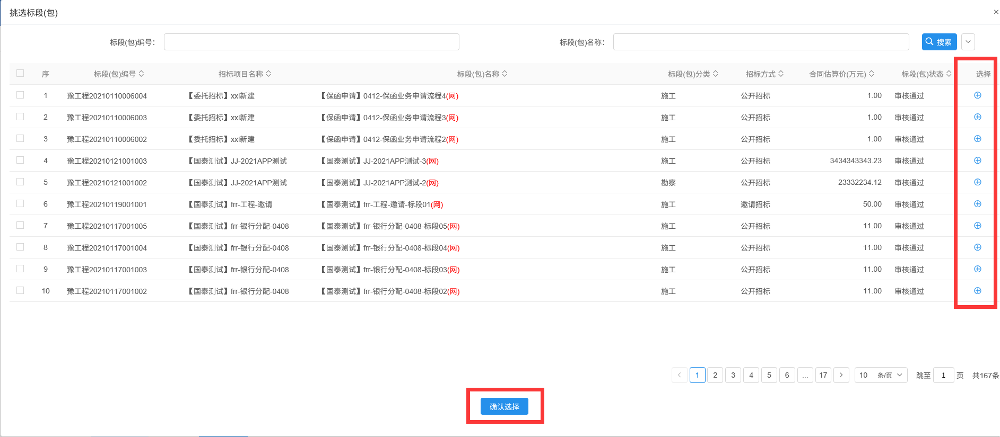 挑选标段(包) ×
标段(包)编号： 标段(包)名称： 搜索
序 标段(包)编号 招标项目名称 标段(包)名称 标段(包)分类 招标方式 合同估算价(万元) 标段(包)状态 选择
1 豫工程20210110006004 【委托招标】xxl新建 【保函申请】0412-保函业务申请流程4(网) 施工 公开招标 1.00 审核通过
2 豫工程20210110006003 【委托招标】xxl新建 【保函申请】0412-保函业务申请流程3(网) 施工 公开招标 1.00 审核通过
3 豫工程20210110006002 【委托招标】xxl新建 【保函申请】0412-保函业务申请流程2(网) 施工 公开招标 1.00 审核通过
4 豫工程20210121001003 【国泰测试】JJ-2021APP测试 【国泰测试】JJ-2021APP测试-3(网) 施工 公开招标 3434343343.23 审核通过
5 豫工程20210121001002 【国泰测试】JJ-2021APP测试 【国泰测试】JJ-2021APP测试-2(网) 勘察 公开招标 23332234.12 审核通过
6 豫工程20210119001001 【国泰测试】frr-工程-邀请 【国泰测试】frr-工程-邀请-标段01(网) 施工 邀请招标 50.00 审核通过
7 豫工程20210117001005 【国泰测试】frr-银行分配-0408 【国泰测试】frr-银行分配-0408-标段05(网) 施工 公开招标 11.00 审核通过
8 豫工程20210117001004 【国泰测试】frr-银行分配-0408 【国泰测试】frr-银行分配-0408-标段04(网) 施工 公开招标 11.00 审核通过
9 豫工程20210117001003 【国泰测试】frr-银行分配-0408 【国泰测试】frr-银行分配-0408-标段03(网) 施工 公开招标 11.00 审核通过
10 豫工程20210117001002 【国泰测试】frr-银行分配-0408 【国泰测试】frr-银行分配-0408-标段02(网) 施工 公开招标 11.00 审核通过
1 2 3 4 5 6 ... 17 10 条/页 跳至 1 页 共167条
确认选择